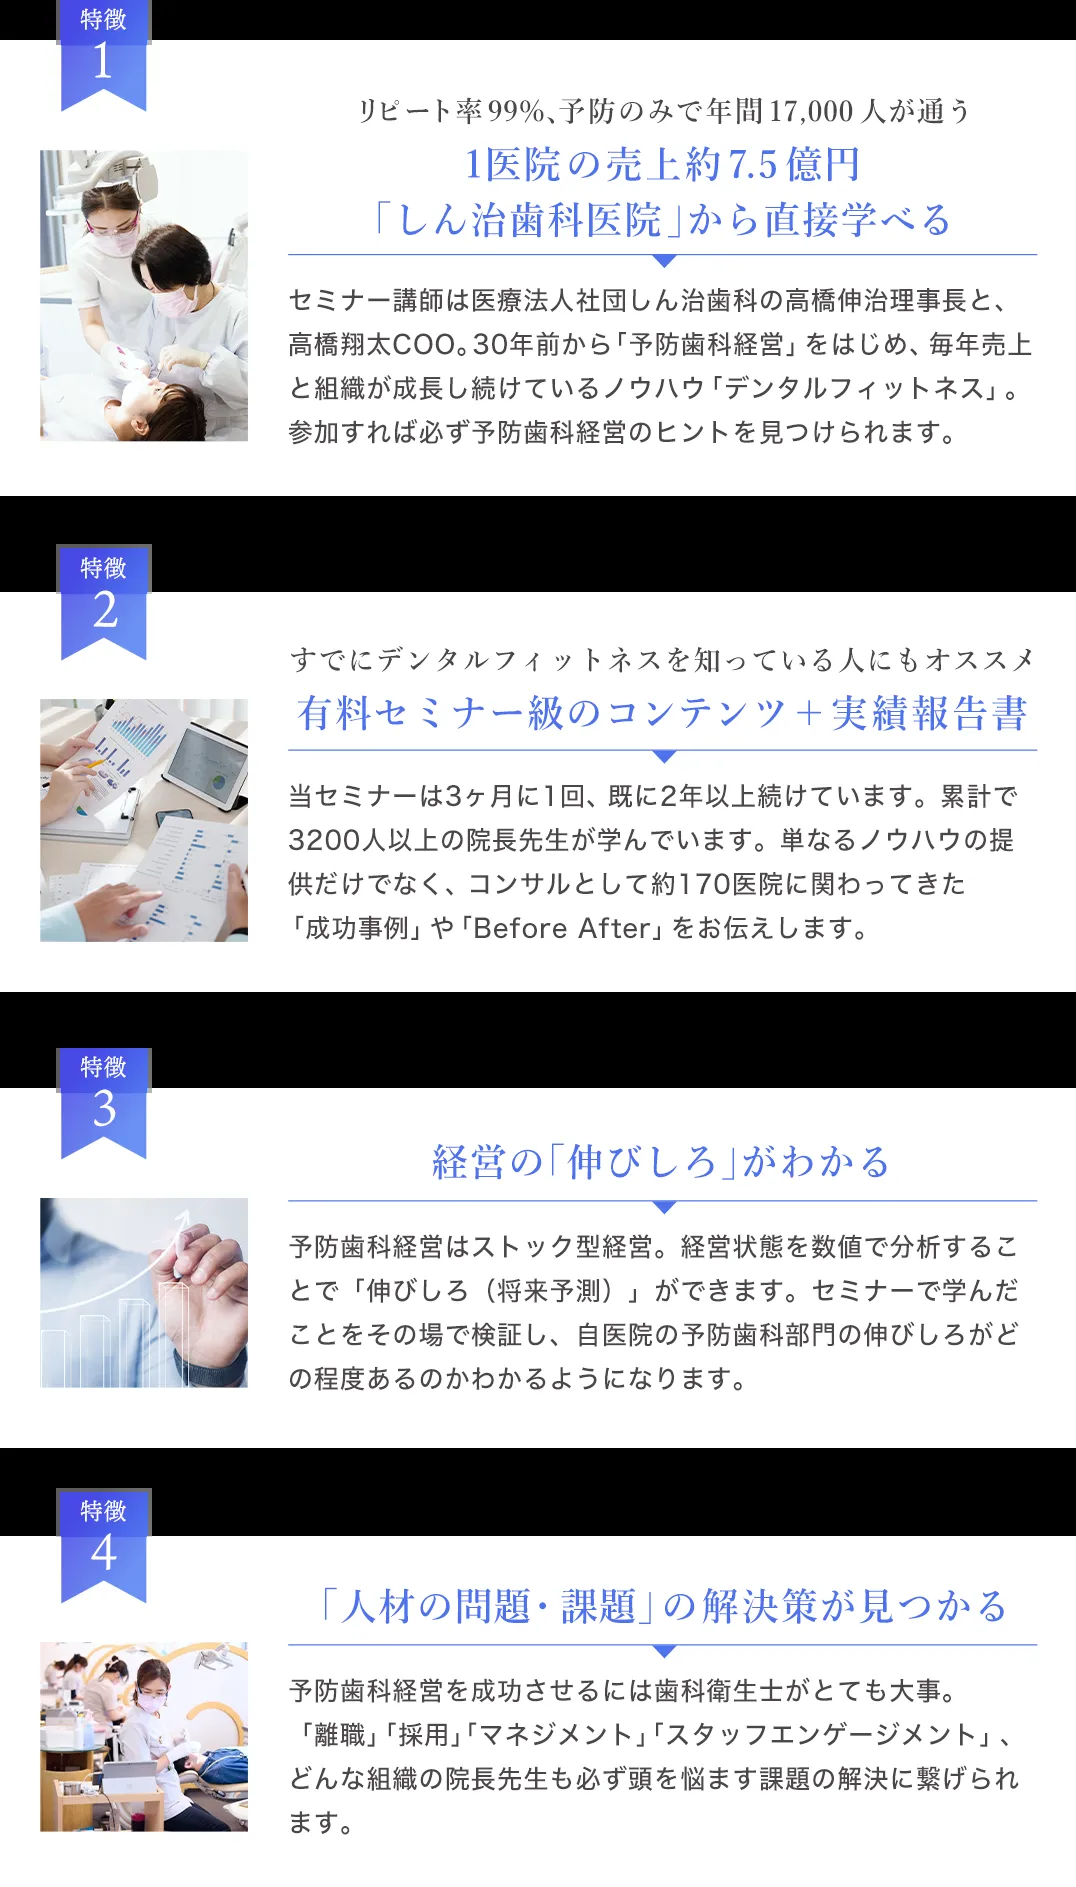 特徴
1
リピート率99%、予防のみで年間17,000人が通う
1医院の売上約7.5億円
「しん治歯科医院」から直接学べる
セミナー講師は医療法人社団しん治歯科の高橋伸治理事長と、
高橋翔太COO。30年前から「予防歯科経営」をはじめ、毎年売上
と組織が成長し続けているノウハウ「デンタルフィットネス」。
参加すれば必ず予防歯科経営のヒントを見つけられます。
特徴
2
すでにデンタルフィットネスを知っている人にもオススメ
有料セミナー級のコンテンツ＋実績報告書
当セミナーは3ヶ月に1回、既に2年以上続けています。累計で
3200人以上の院長先生が学んでいます。単なるノウハウの提
供だけでなく、コンサルとして約170医院に関わってきた
「成功事例」や「Before After」をお伝えします。
特徴
3
経営の「伸びしろ」がわかる
予防歯科経営はストック型経営。経営状態を数値で分析するこ
とで「伸びしろ（将来予測）」ができます。セミナーで学んだ
ことをその場で検証し、自医院の予防歯科部門の伸びしろがど
の程度あるのかわかるようになります。
特徴
4
「人材の問題・課題」の解決策が見つかる
予防歯科経営を成功させるには歯科衛生士がとても大事。
「離職」「採用」「マネジメント」「スタッフエンゲージメント」、
どんな組織の院長先生も必ず頭を悩ます課題の解決に繋げられ
ます。